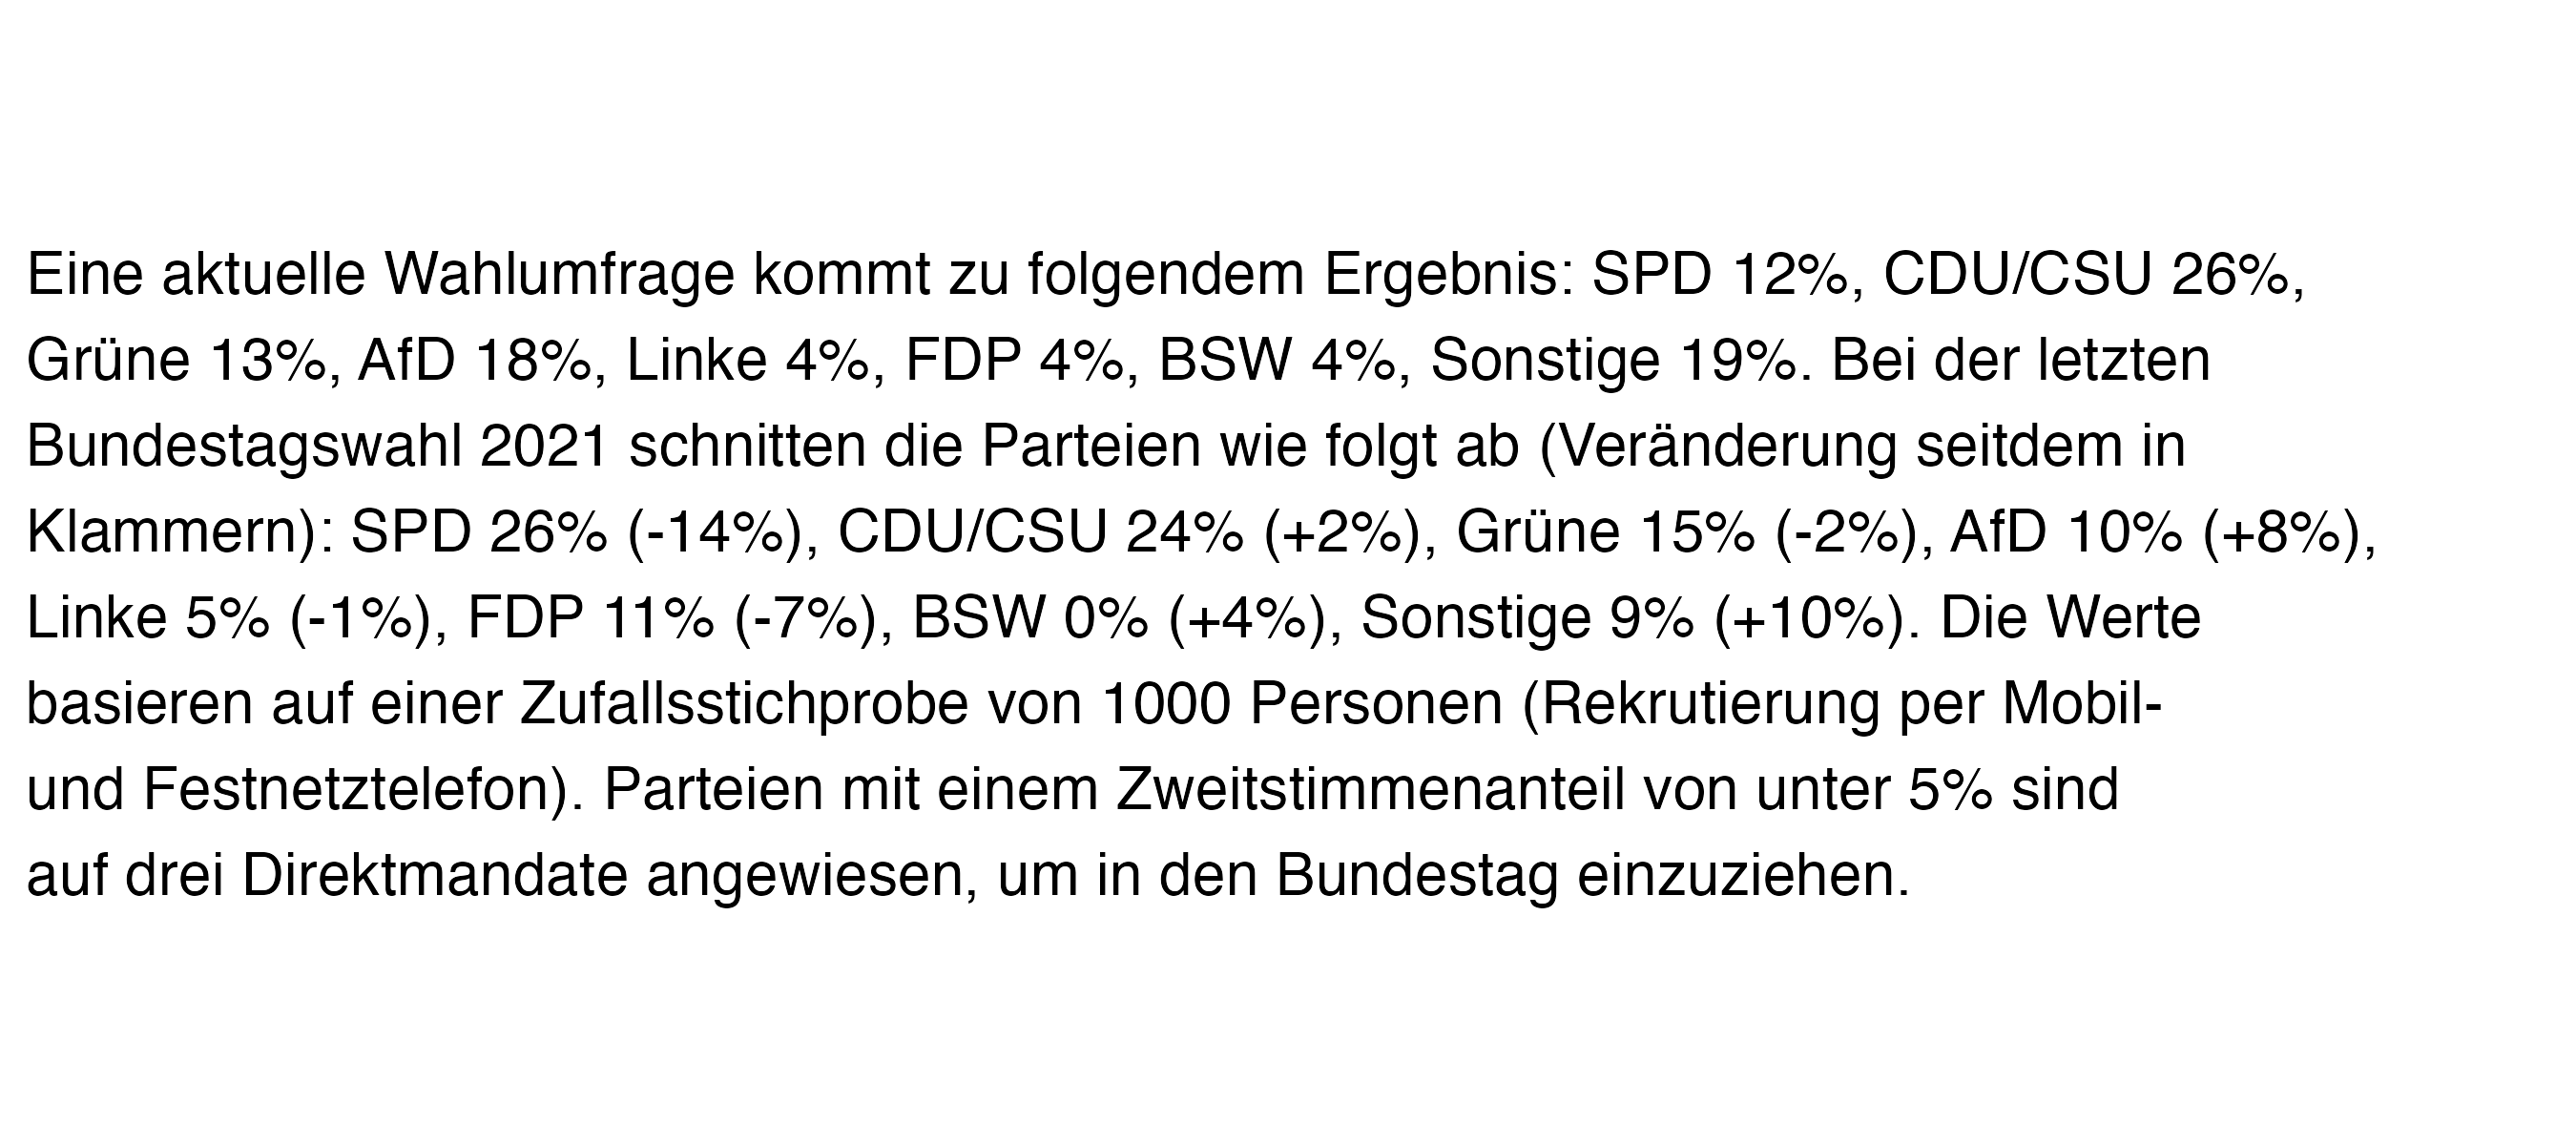 Eine aktuelle Wahlumfrage kommt zu folgendem Ergebnis: SPD 12%, CDU/CSU 26%,
Grüne 13%, AfD 18%, Linke 4%, FDP 4%, BSW 4%, Sonstige 19%. Bei der letzten
Bundestagswahl 2021 schnitten die Parteien wie folgt ab (Veränderung seitdem in
Klammern): SPD 26% (-14%), CDU/CSU 24% (+2%), Grüne 15% (-2%), AfD 10% (+8%),
Linke 5% (-1%), FDP 11% (-7%), BSW 0% (+4%), Sonstige 9% (+10%). Die Werte
basieren auf einer Zufallsstichprobe von 1000 Personen (Rekrutierung per Mobil-
und Festnetztelefon). Parteien mit einem Zweitstimmenanteil von unter 5% sind
auf drei Direktmandate angewiesen, um in den Bundestag einzuziehen.